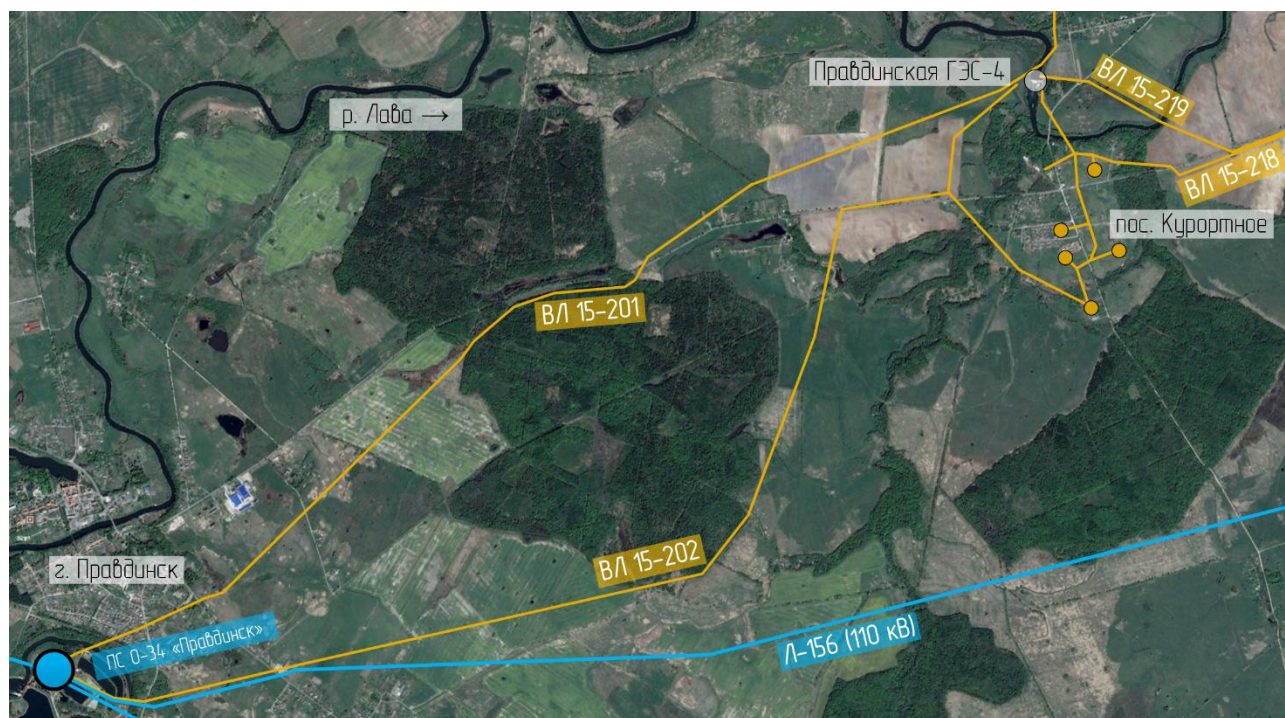 Правдинская ГЭС-4
ВЛ 15-219
р. Лава →
ВЛ 15-218
пос. Курортное
ВЛ 15-201
ВЛ 15-202
г. Правдинск
ПС О-34 «Правдинск»
Л-156 (110 кВ)